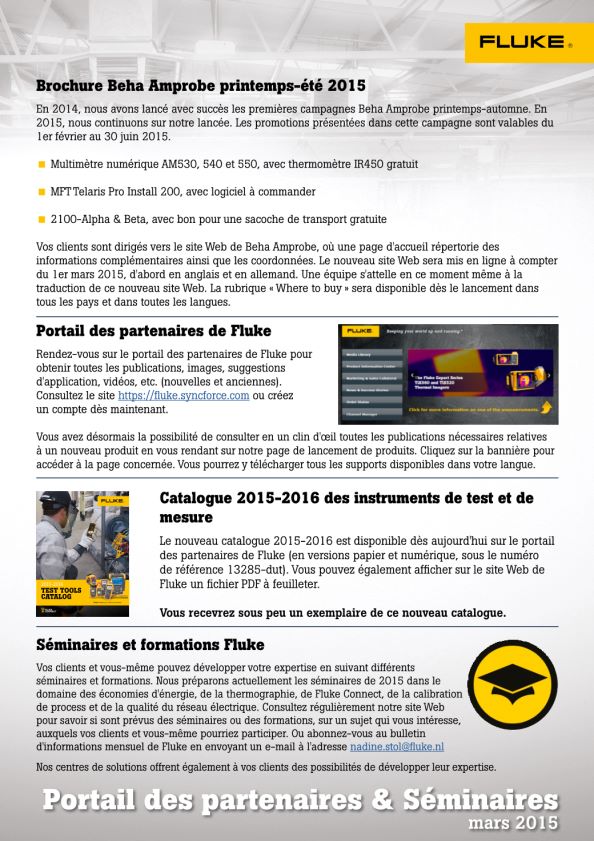 FLUKE®
Brochure Beha Amprobe printemps-été 2015
En 2014, nous avons lancé avec succès les premières campagnes Beha Amprobe printemps-automne. En
2015, nous continuons sur notre lancée. Les promotions présentées dans cette campagne sont valables du
1er février au 30 juin 2015.
Multimètre numérique AM530, 540 et 550, avec thermomètre IR450 gratuit
MFT Telaris Pro Install 200, avec logiciel à commander
2100-Alpha & Beta, avec bon pour une sacoche de transport gratuite
Vos clients sont dirigés vers le site Web de Beha Amprobe, où une page d'accueil répertorie des
informations complémentaires ainsi que les coordonnées. Le nouveau site Web sera mis en ligne à compter
du 1er mars 2015, d'abord en anglais et en allemand. Une équipe s'attelle en ce moment même à la
traduction de ce nouveau site Web. La rubrique « Where to buy » sera disponible dès le lancement dans
tous les pays et dans toutes les langues.
Portail des partenaires de Fluke
Rendez-vous sur le portail des partenaires de Fluke pour
obtenir toutes les publications, images, suggestions
d'application, vidéos, etc. (nouvelles et anciennes).
Consultez le site https://fluke.syncforce.com ou créez
un compte dès maintenant.
FLUKE
Keeping your world up and running.
Media Library
Product Information Center
Marketing & Sales Collateral
News & Success Stories
Order Status
Channel Manager
The Fluke Expert Series
TiX560 and TiX520
Thermal Imagers
Click for more information on one of the announcements.
Vous avez désormais la possibilité de consulter en un clin d'œil toutes les publications nécessaires relatives
à un nouveau produit en vous rendant sur notre page de lancement de produits. Cliquez sur la bannière pour
accéder à la page concernée. Vous pourrez y télécharger tous les supports disponibles dans votre langue.
FLUKE
TEST TOOLS
CATALOG
Catalogue 2015-2016 des instruments de test et de
mesure
Le nouveau catalogue 2015-2016 est disponible dès aujourd'hui sur le portail
des partenaires de Fluke (en versions papier et numérique, sous le numéro
de référence 13285-dut). Vous pouvez également afficher sur le site Web de
Fluke un fichier PDF à feuilleter.
Vous recevrez sous peu un exemplaire de ce nouveau catalogue.
Séminaires et formations Fluke
Vos clients et vous-même pouvez développer votre expertise en suivant différents
séminaires et formations. Nous préparons actuellement les séminaires de 2015 dans le
domaine des économies d'énergie, de la thermographie, de Fluke Connect, de la calibration
de process et de la qualité du réseau électrique. Consultez régulièrement notre site Web
pour savoir si sont prévus des séminaires ou des formations, sur un sujet qui vous intéresse,
auxquels vos clients et vous-même pourriez participer. Ou abonnez-vous au bulletin
d'informations mensuel de Fluke en envoyant un e-mail à l'adresse nadine.stol@fluke.nl
Nos centres de solutions offrent également à vos clients des possibilités de développer leur expertise.
Portail des partenaires & Séminaires
mars 2015